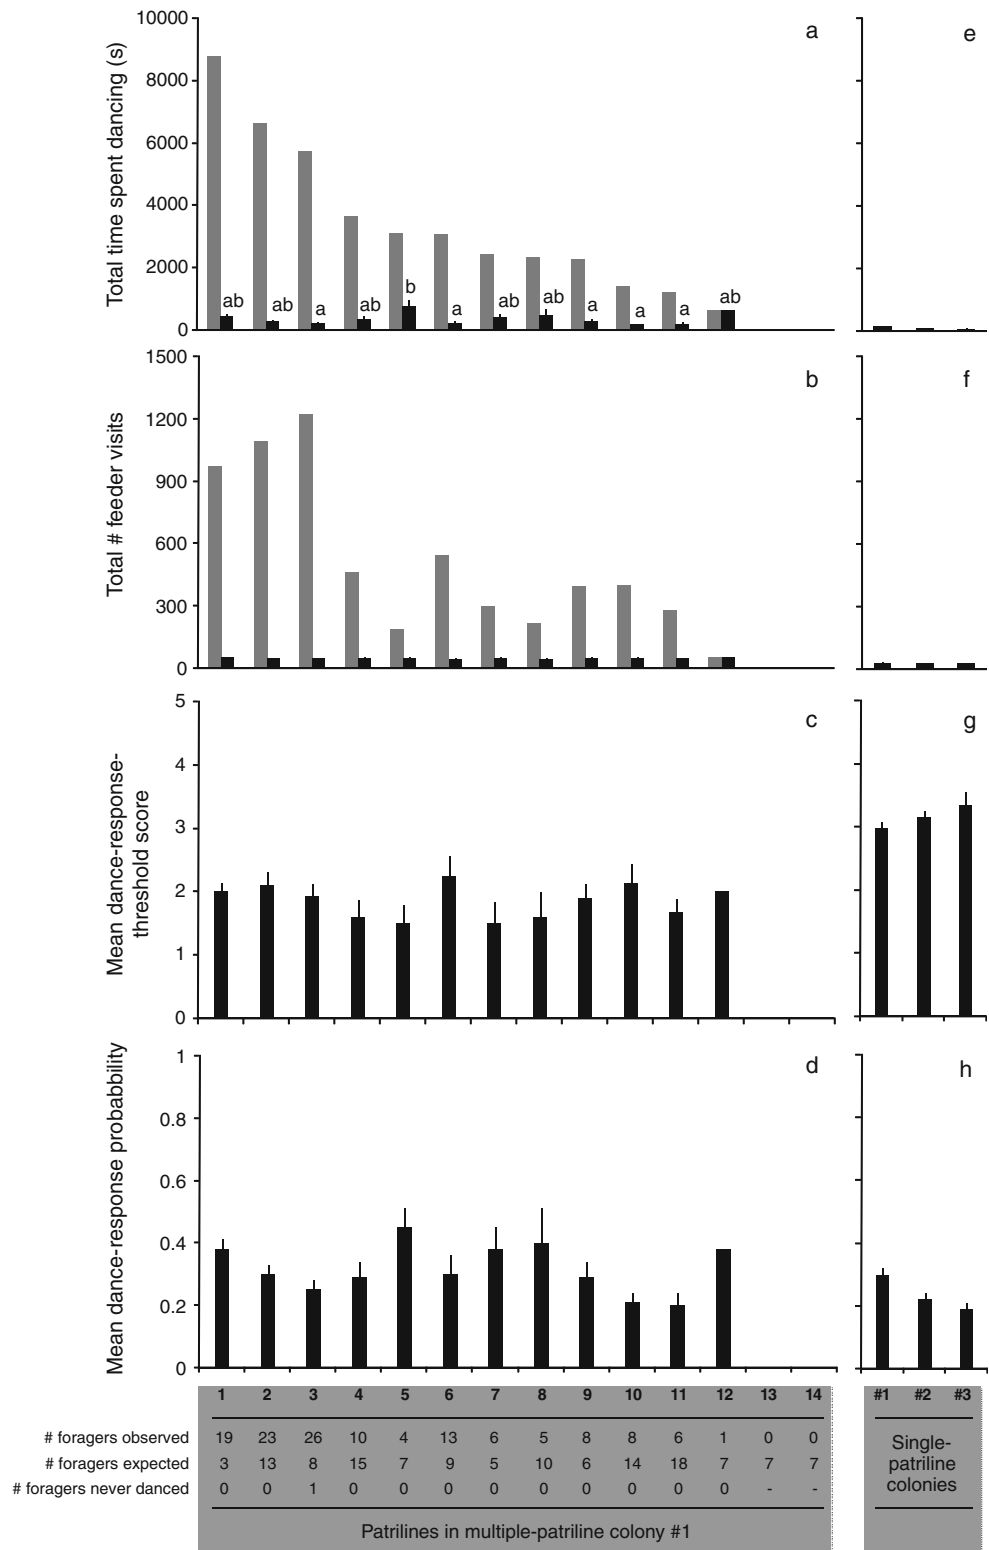 Total time spent dancing (s)
10000
8000
6000
4000
2000
0
a
ab
ab
a
ab
b
a
ab
ab
a
a
a
ab
e
Total # feeder visits
1500
1200
900
600
300
0
b
f
Mean dance-response-
threshold score
5
4
3
2
1
0
c
g
Mean dance-response probabbility
1
0.8
0.6
0.4
0.2
0
d
h
1 2 3 4 5 6 7 8 9 10 11 12 13 14
#1 #2 #3
# foragers observed 19 23 26 10 4 13 6 5 8 8 6 1 0 0
# foragers expected 3 13 8 15 7 9 5 10 6 14 18 7 7 7
# foragers never danced 0 0 1 0 0 0 0 0 0 0 0 0 - -
Patrilines in multiple-patriline colony #1
Single-
patriline
colonies